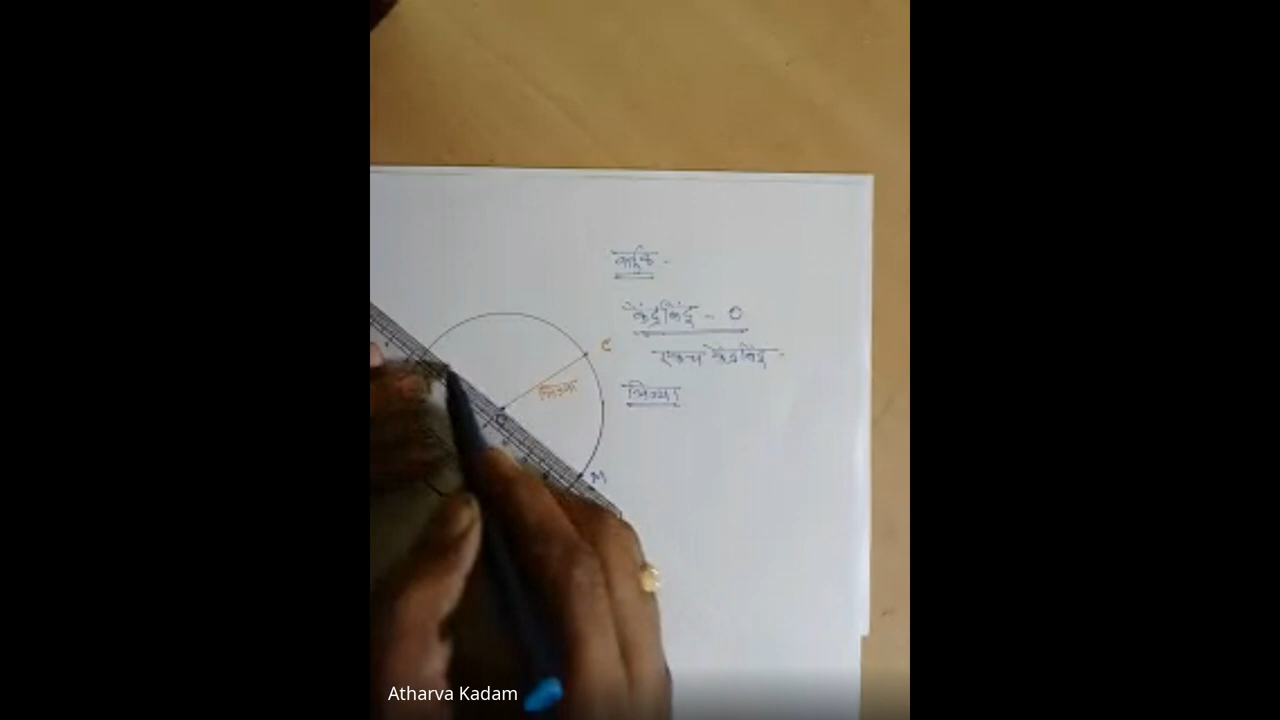 वर्तुळ -
केंद्रबिंदू - O
एकच केंद्रबिंदू -
त्रिज्या
C
त्रिज्या
O
M
Atharva Kadam